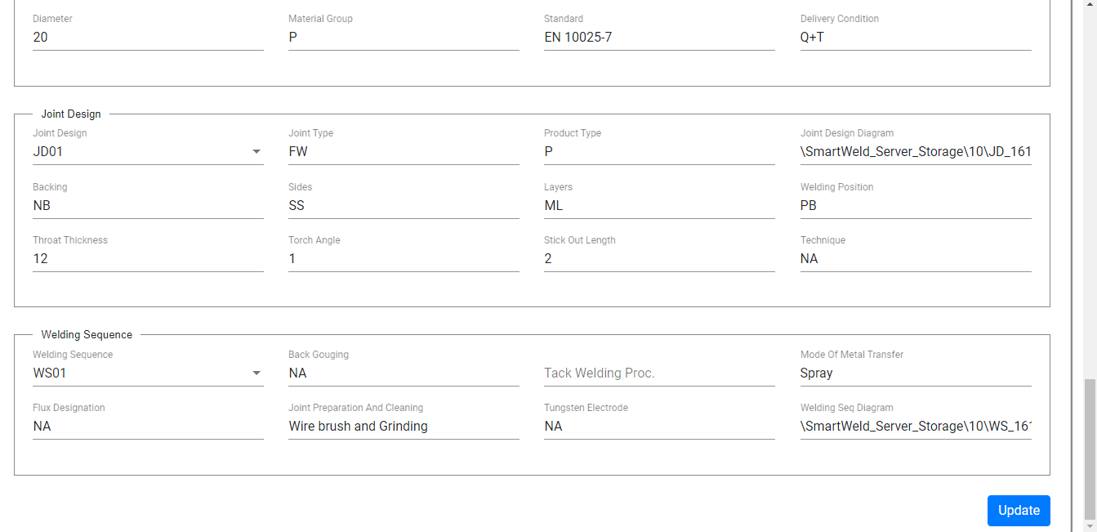 Diameter Material Group Standard Delivery Condition
20 P EN 10025-7 Q+T
Joint Design
Joint Design Joint Type Product Type Joint Design Diagram
JD01 FW P \SmartWeld_Server_Storage\10\JD_161
Backing Sides Layers Welding Position
NB SS ML PB
Throat Thickness Torch Angle Stick Out Length Technique
12 1 2 NA
Welding Sequence
Welding Sequence Back Gouging Mode Of Metal Transfer
WS01 NA Tack Welding Proc. Spray
Flux Designation Joint Preparation And Cleaning Tungsten Electrode Welding Seq Diagram
NA Wire brush and Grinding NA \SmartWeld_Server_Storage\10\WS_161
Update